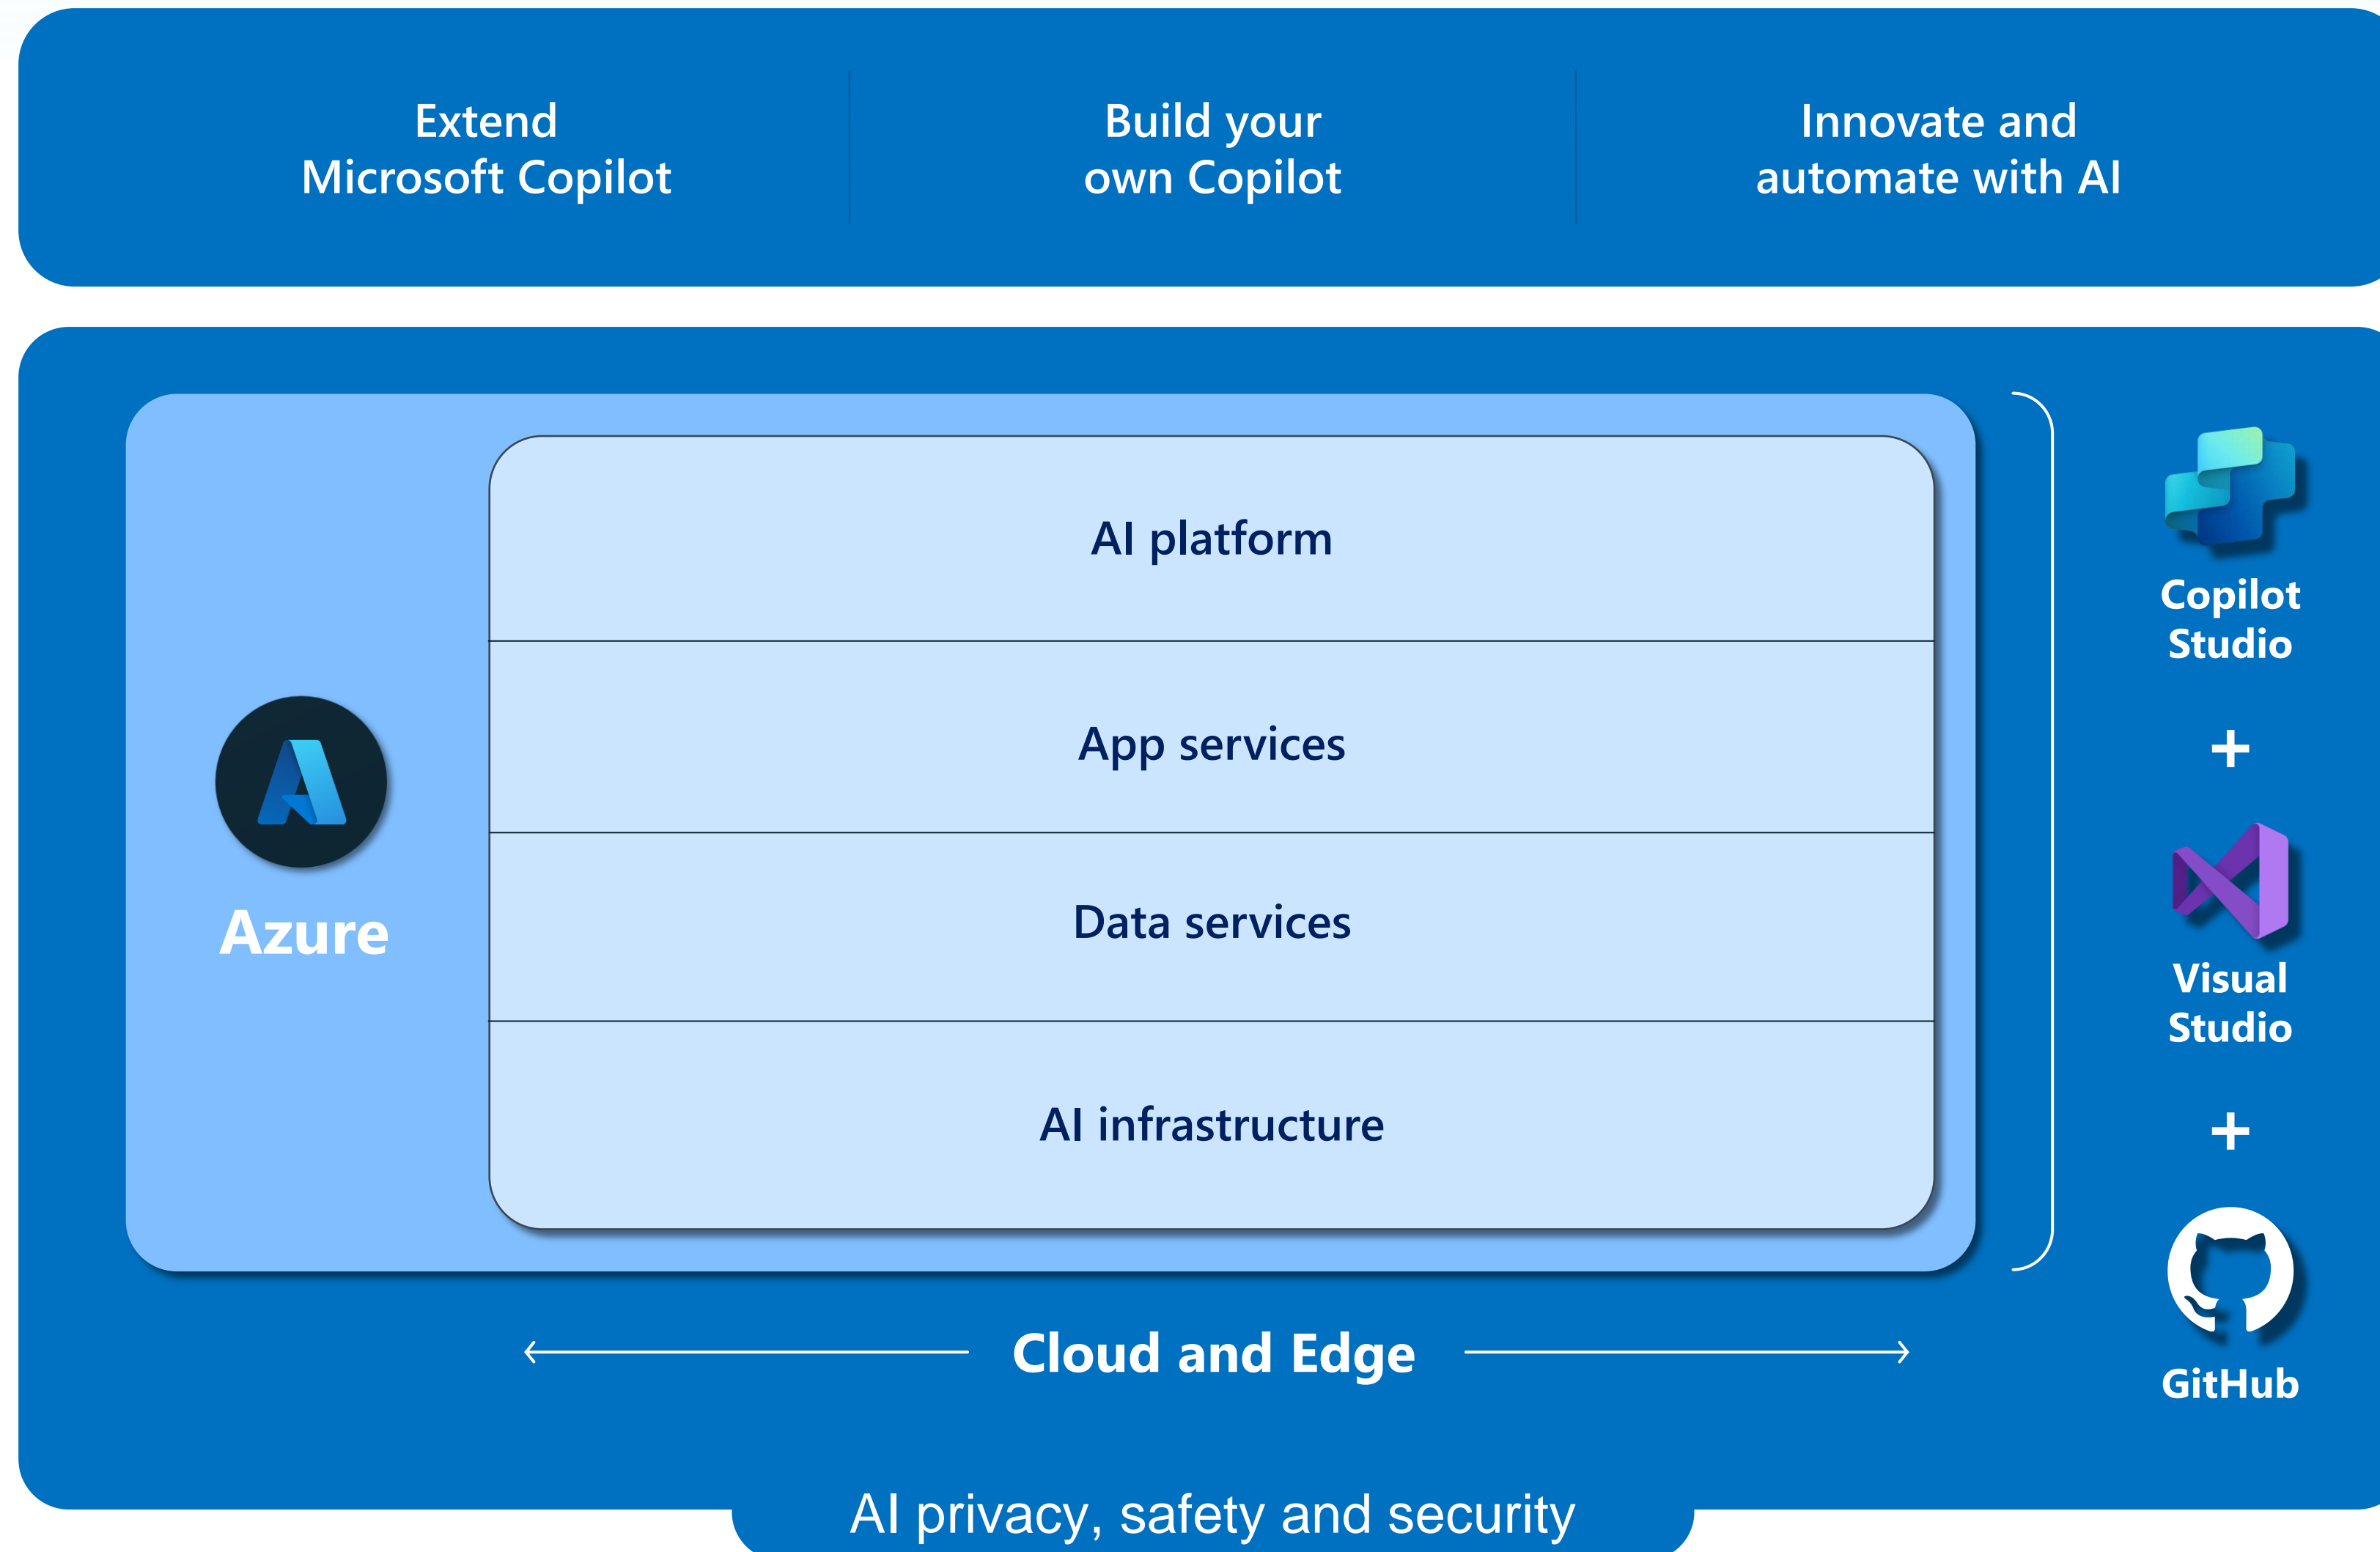 Extend
Microsoft Copilot
Build your
own Copilot
Innovate and
automate with AI
AI platform
App services
Data services
AI infrastructure
Azure
Cloud and Edge
Copilot
Studio
+
Visual
Studio
+
GitHub
AI privacy, safety and security